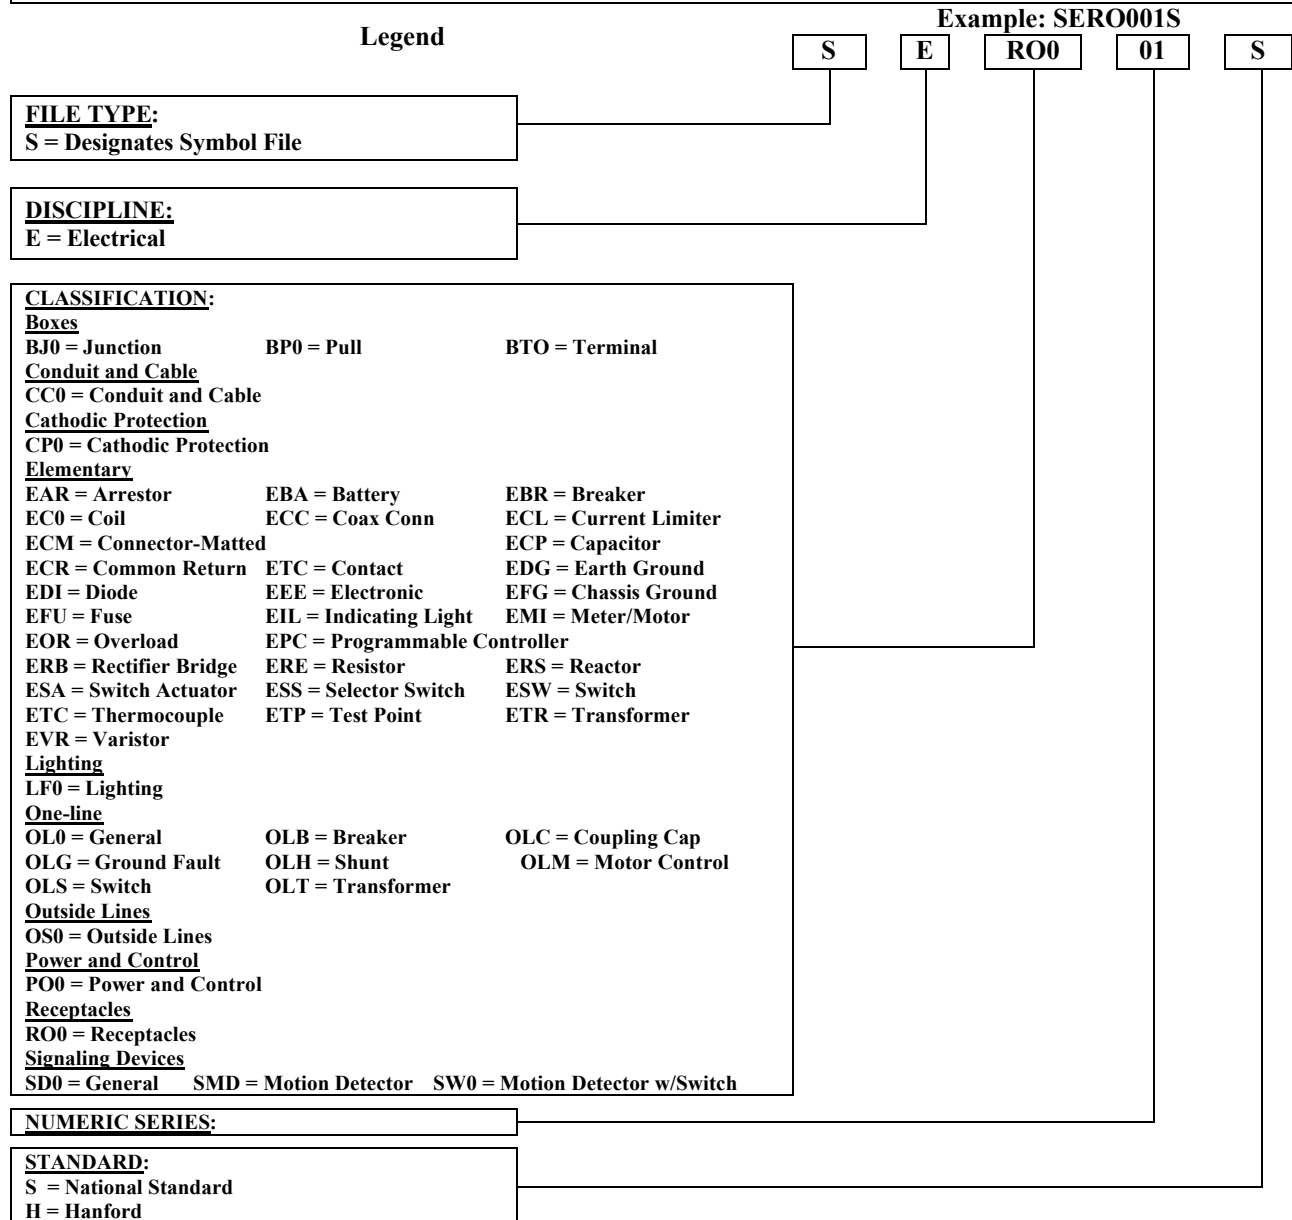 Example: SERO001S
Legend
S E RO0 01 S
FILE TYPE:
S = Designates Symbol File
DISCIPLINE:
E = Electrical
CLASSIFICATION:
Boxes
BJ0 = Junction BP0 = Pull BTO = Terminal
Conduit and Cable
CC0 = Conduit and Cable
Cathodic Protection
CP0 = Cathodic Protection
Elementary
EAR = Arrestor EBA = Battery EBR = Breaker
EC0 = Coil ECC = Coax Conn ECL = Current Limiter
ECM = Connector-Matted ECP = Capacitor
ECR = Common Return ETC = Contact EDG = Earth Ground
EDI = Diode EEE = Electronic EFG = Chassis Ground
EFU = Fuse EIL = Indicating Light EMI = Meter/Motor
EOR = Overload EPC = Programmable Controller
ERB = Rectifier Bridge ERE = Resistor ERS = Reactor
ESA = Switch Actuator ESS = Selector Switch ESW = Switch
ETC = Thermocouple ETP = Test Point ETR = Transformer
EVR = Varistor
Lighting
LF0 = Lighting
One-line
OL0 = General OLB = Breaker OLC = Coupling Cap
OLG = Ground Fault OLH = Shunt OLM = Motor Control
OLS = Switch OLT = Transformer
Outside Lines
OS0 = Outside Lines
Power and Control
PO0 = Power and Control
Receptacles
RO0 = Receptacles
Signaling Devices
SD0 = General SMD = Motion Detector SW0 = Motion Detector w/Switch
NUMERIC SERIES:
STANDARD:
S = National Standard
H = Hanford